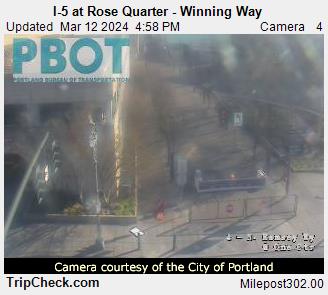 I-5 at Rose Quarter - Winning Way
Updated Mar 12 2024 4:58 PM Camera 4
PBOT
PORTLAND BUREAU OF TRANSPORTATION
Camera courtesy of the City of Portland
TripCheck.com Milepost302.00